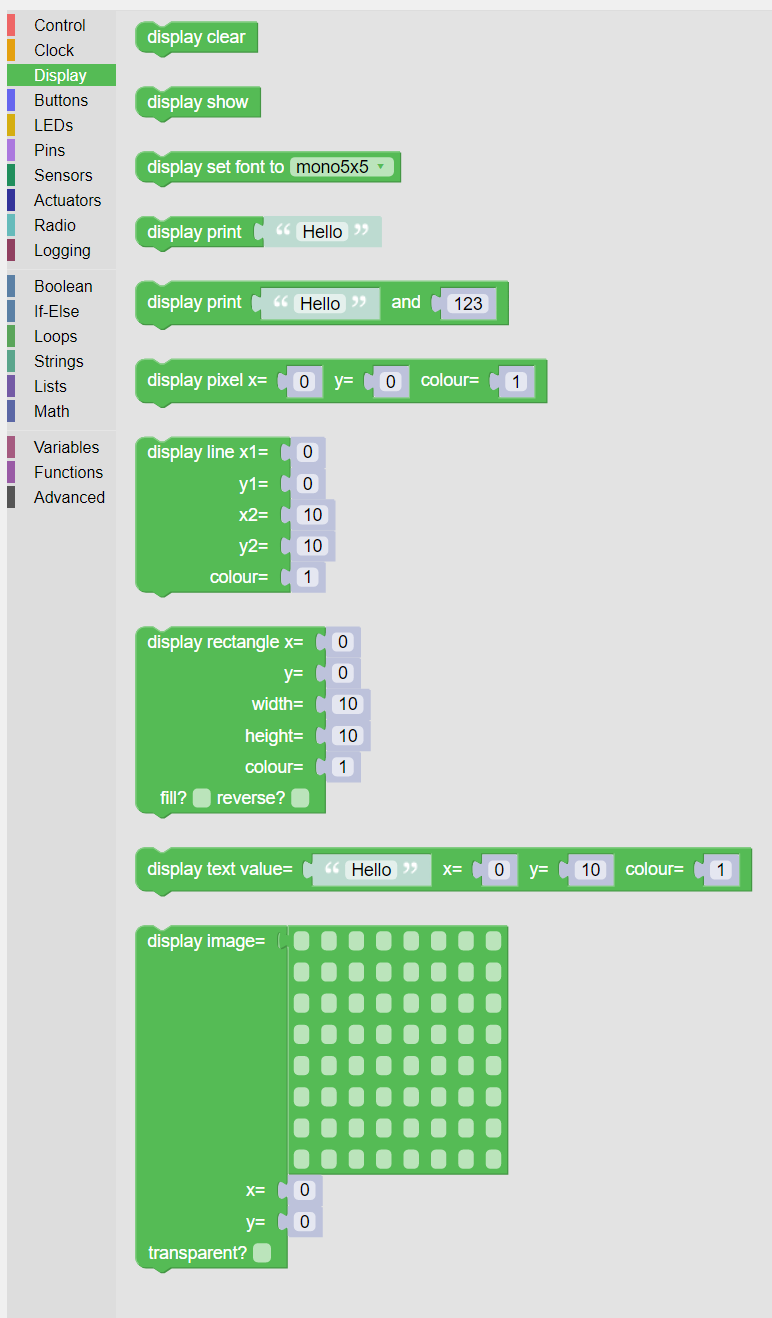 Control
Clock
Display
Buttons
LEDs
Pins
Sensors
Actuators
Radio
Logging
Boolean
If-Else
Loops
Strings
Lists
Math
Variables
Functions
Advanced
display clear
display show
display set font to mono5x5
display print “ Hello ”
display print “ Hello ” and 123
display pixel x= 0 y= 0 colour= 1
display line x1= 0
y1= 0
x2= 10
y2= 10
colour= 1
display rectangle x= 0
y= 0
width= 10
height= 10
colour= 1
fill? reverse?
display text value= “ Hello ” x= 0 y= 10 colour= 1
display image=
x= 0
y= 0
transparent?